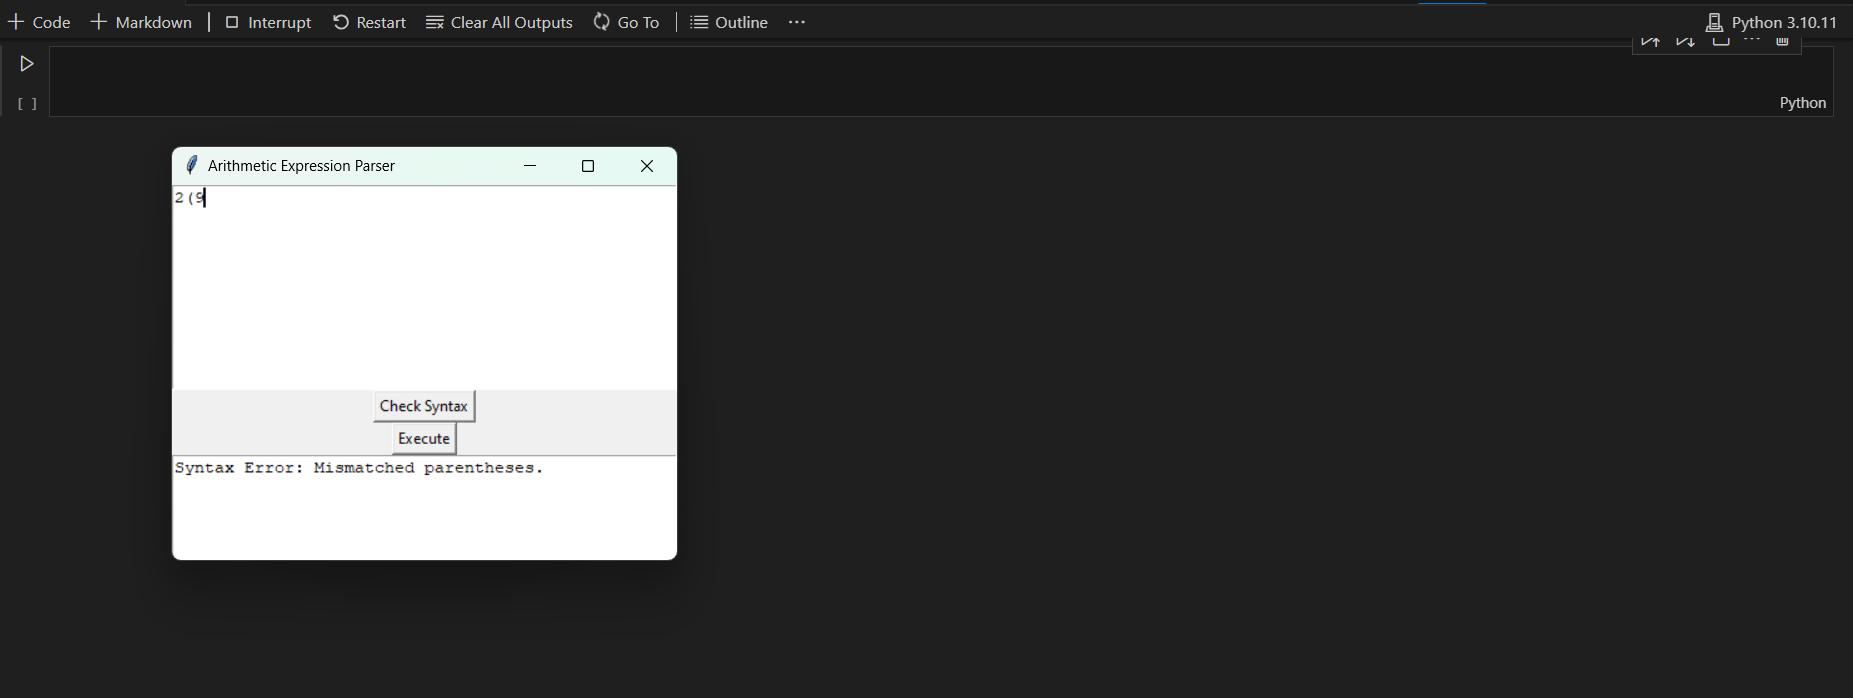 Code Markdown Interrupt Restart Clear All Outputs Go To Outline ... Python 3.10.11
[ ]
Python
Arithmetic Expression Parser
2(9
Check Syntax
Execute
Syntax Error: Mismatched parentheses.